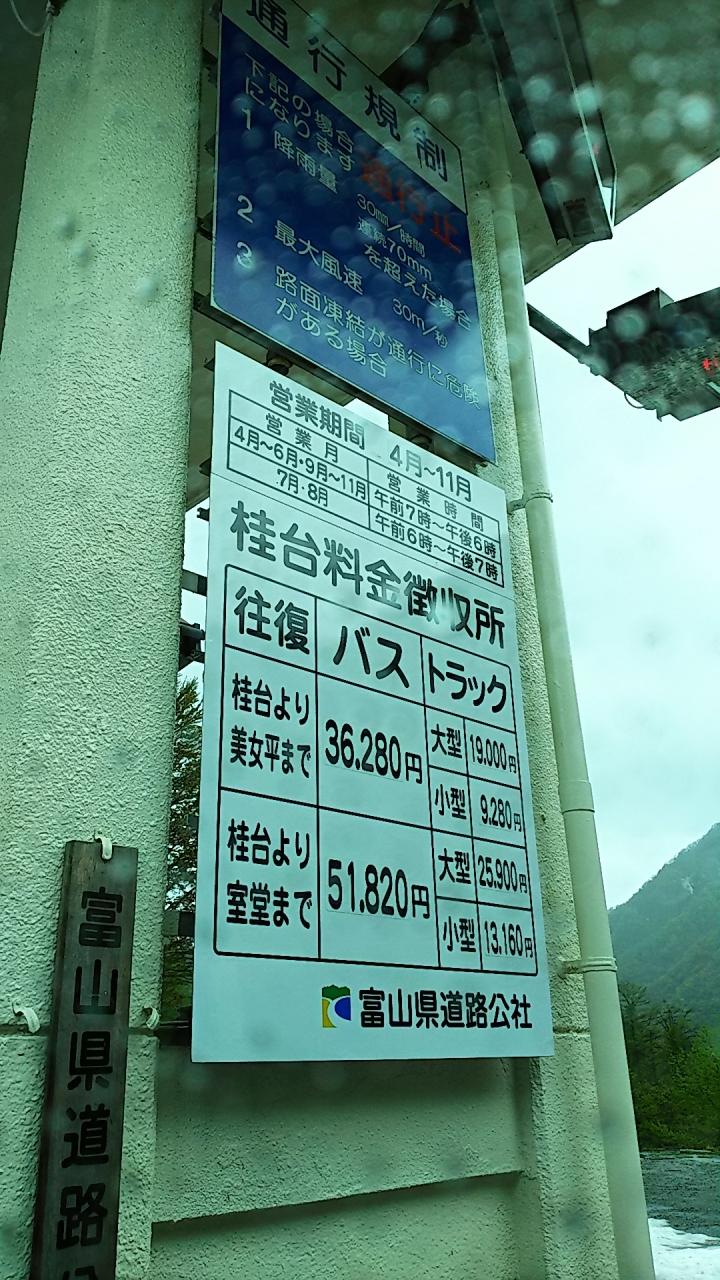 通行規制
下記の場合 通行止
になります
1 降雨量 30mm/時間
連続70mm
を超えた場合
2 最大風速 30m/秒
3 路面凍結が通行に危険
がある場合
営業期間 4月~11月
営業月 営業時間
4月~6月・9月~11月 午前7時~午後6時
7月・8月 午前6時~午後7時
桂台料金徴収所
往復 バス トラック
桂台より
美女平まで
36.280円
大型 19.000円
小型 9.280円
桂台より
室堂まで
51.820円
大型 25.900円
小型 13.160円
富山県道路公社
富山県道路